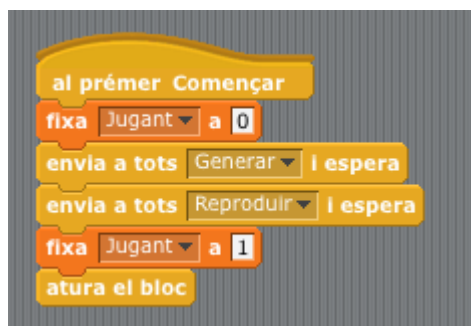 al prémer Començar
fixa Jugant a 0
envia a tots Generar i espera
envia a tots Reproduir i espera
fixa Jugant a 1
atura el bloc